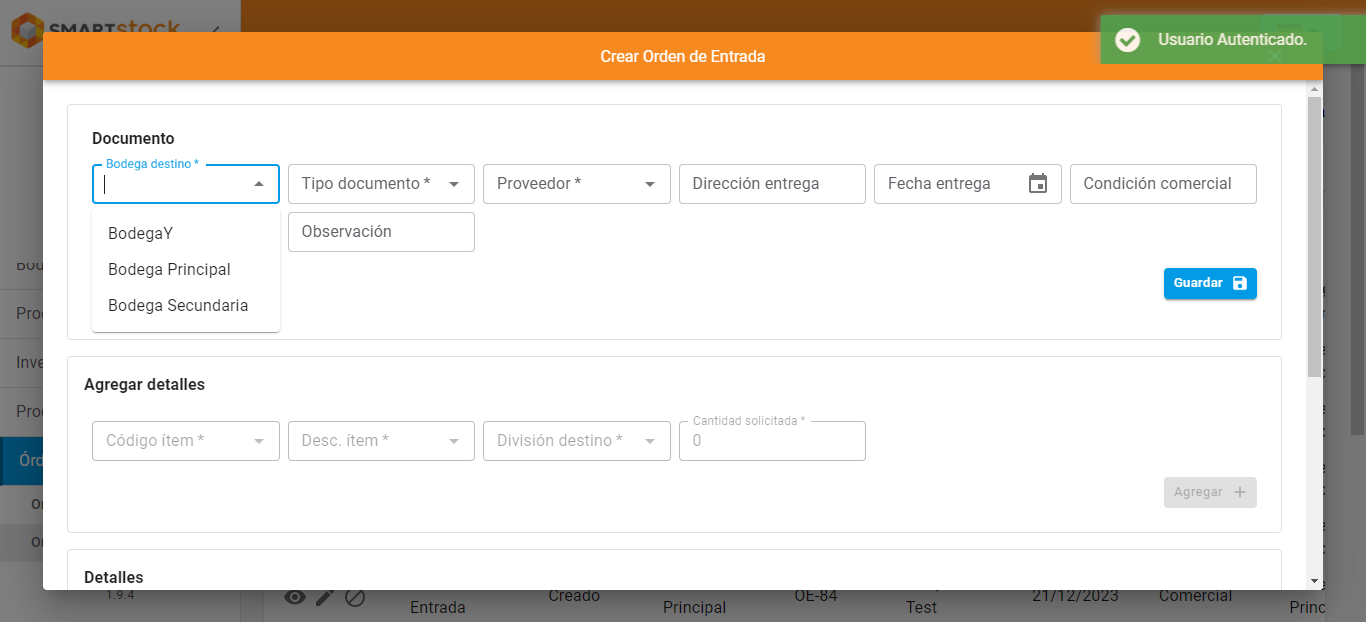 SMARTstock
Usuario Autenticado.
Crear Orden de Entrada
Documento
Bodega destino *
Tipo documento *
Proveedor *
Dirección entrega
Fecha entrega
Condición comercial
BodegaY
Bodega Principal
Bodega Secundaria
Observación
Guardar
Agregar detalles
Código ítem *
Desc. ítem *
División destino *
Cantidad solicitada *
0
Agregar
Detalles
1.9.4
Entrada
Creado
Principal
OE-84
Test
21/12/2023
Comercial